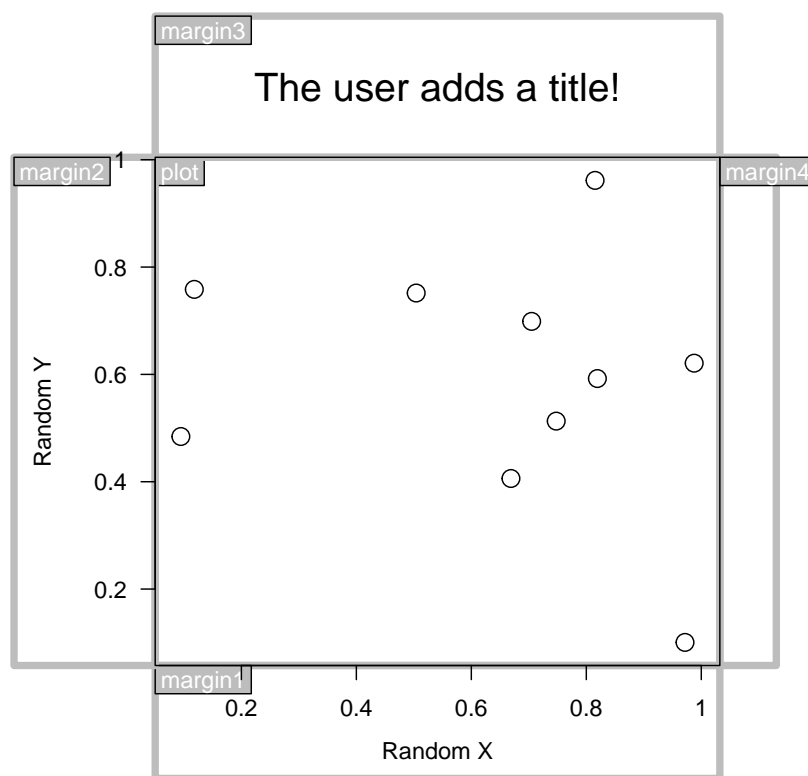 margin3
The user adds a title!
margin2
1
plot
margin4
0.8
0.6
Random Y
0.4
0.2
margin1
0.2 0.4 0.6 0.8 1
Random X